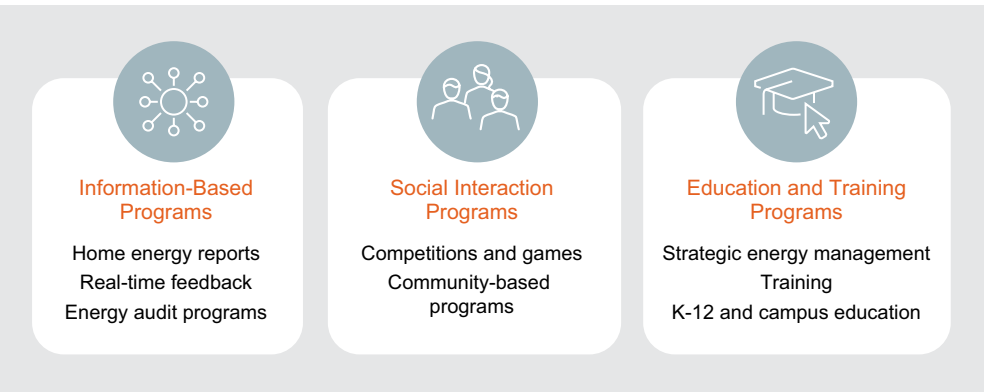 Information-Based
Programs
Home energy reports
Real-time feedback
Energy audit programs
Social Interaction
Programs
Competitions and games
Community-based
programs
Education and Training
Programs
Strategic energy management
Training
K-12 and campus education